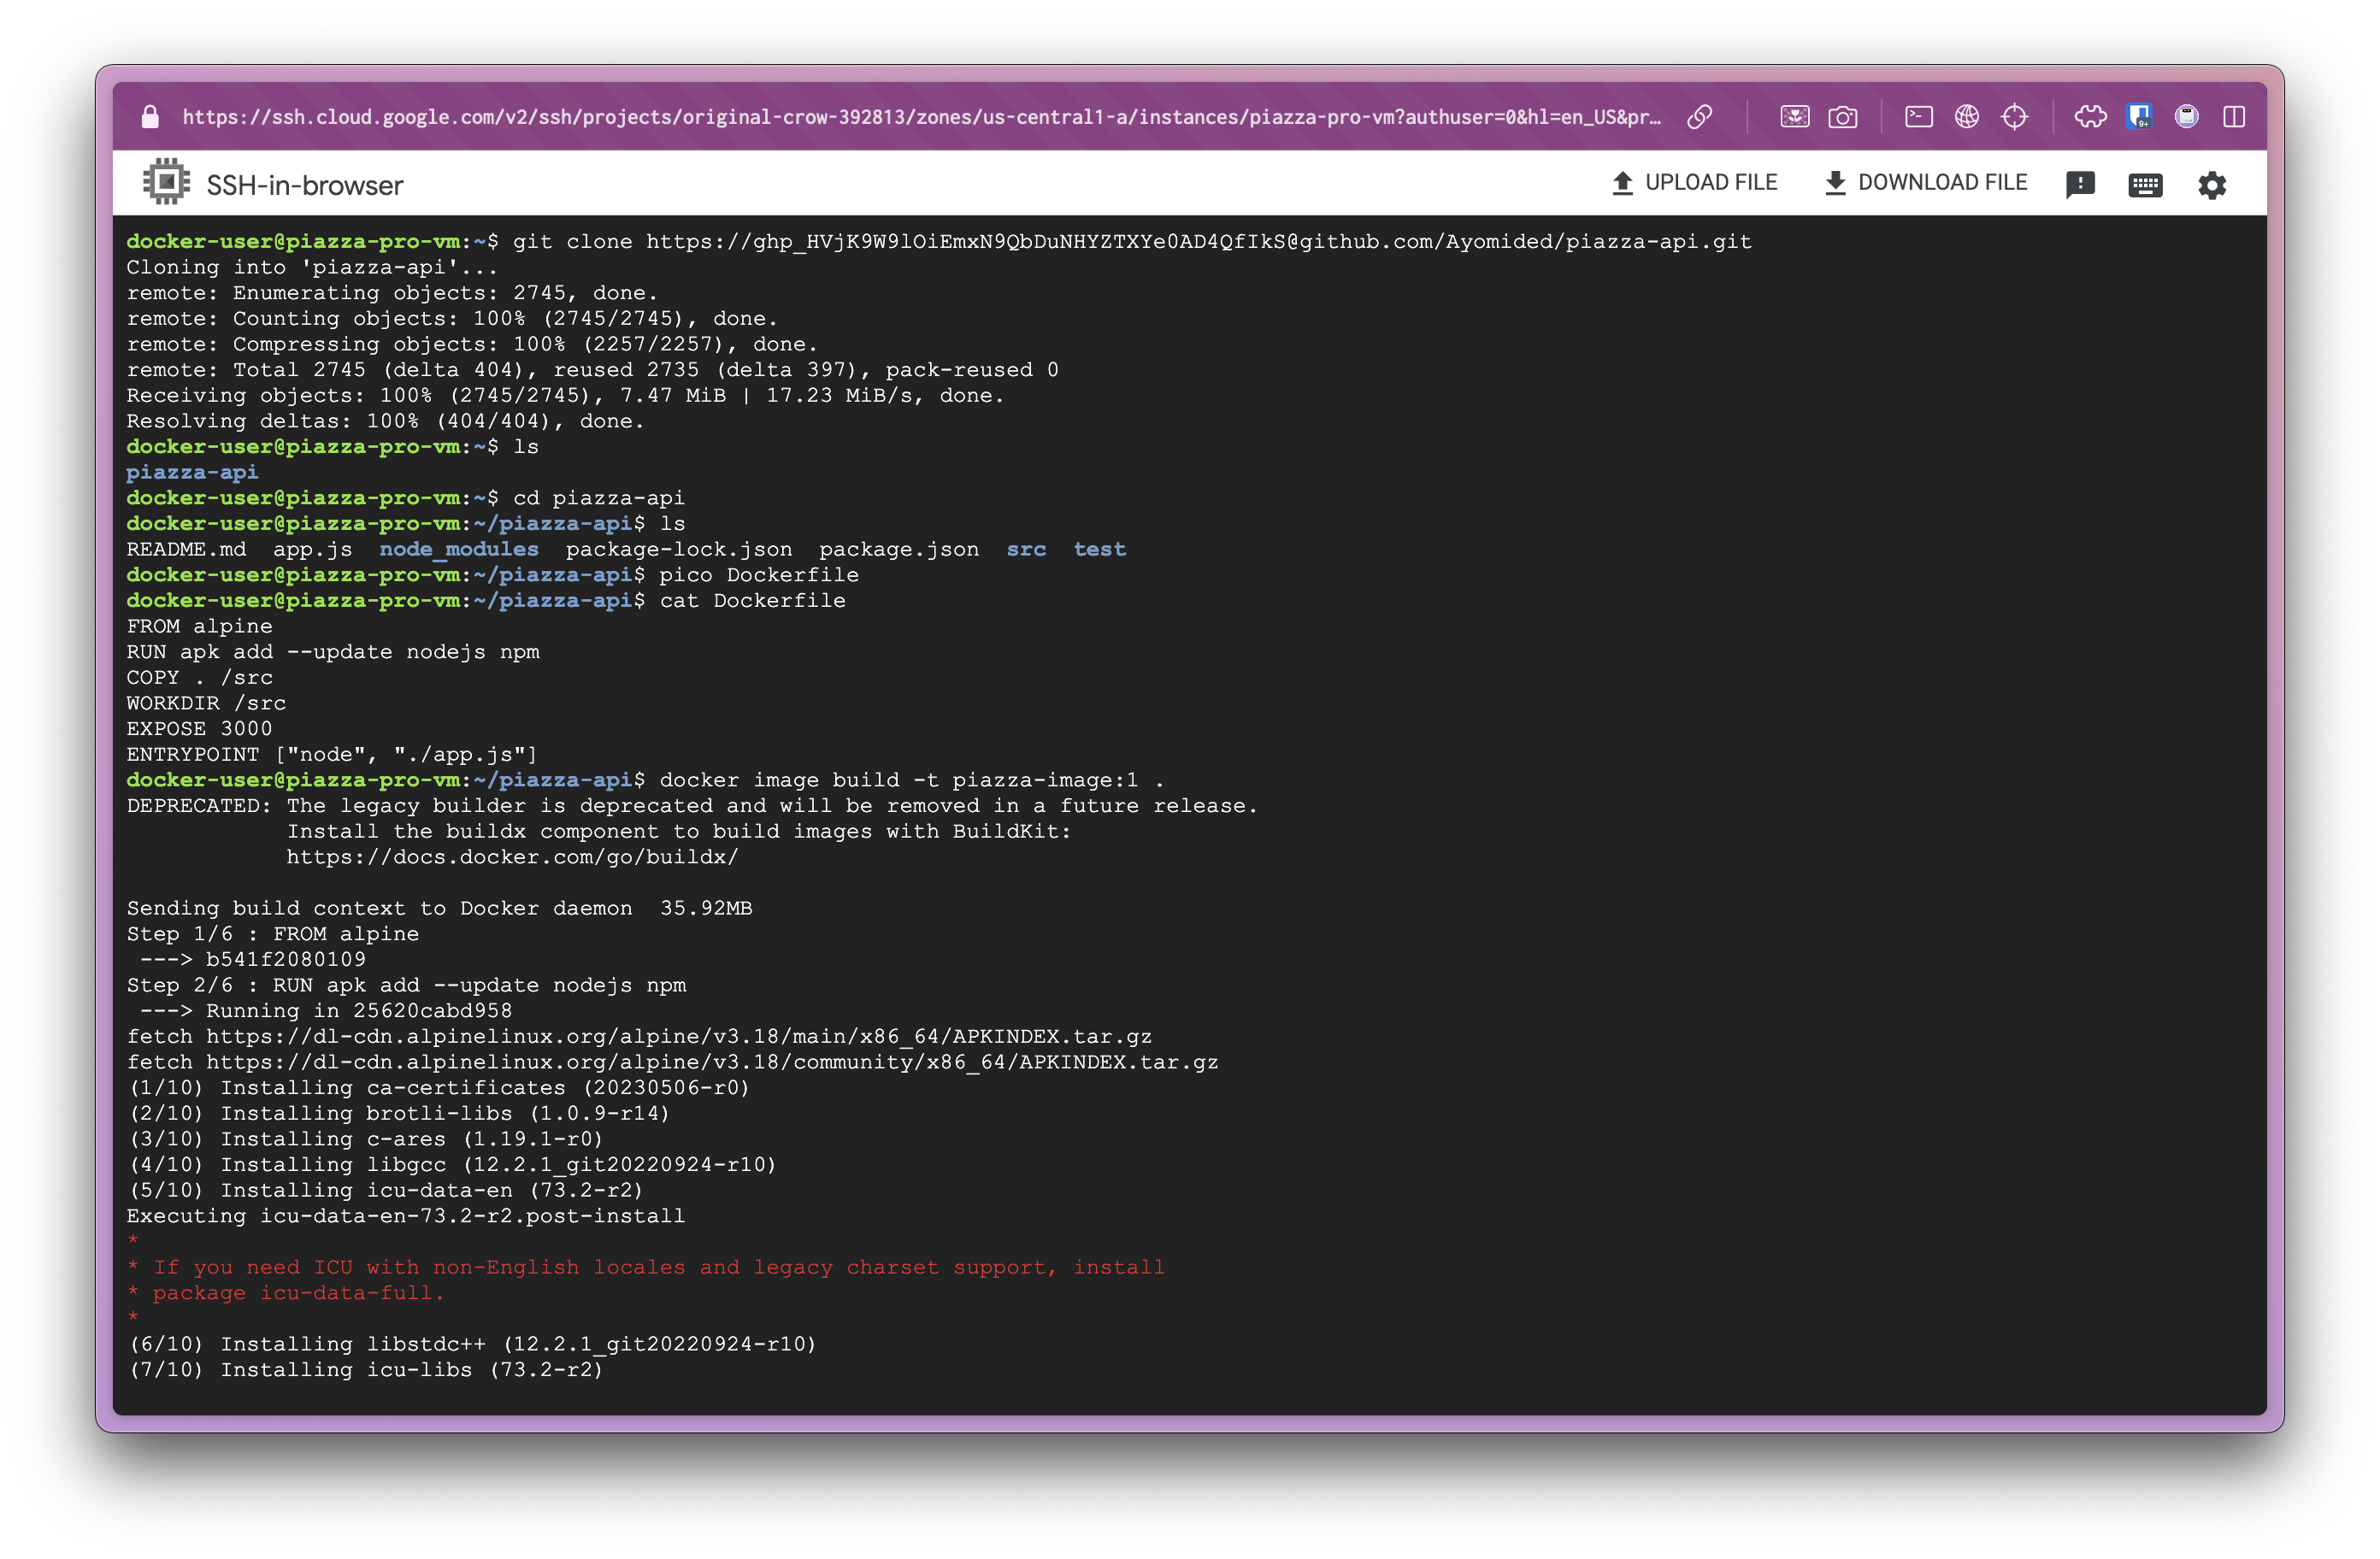 https://ssh.cloud.google.com/v2/ssh/projects/original-crow-392813/zones/us-central1-a/instances/piazza-pro-vm?authuser=0&hl=en_US&pr…
9+
SSH-in-browser
UPLOAD FILE
DOWNLOAD FILE
docker-user@piazza-pro-vm:~$ git clone https://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@github.com/Ayomided/piazza-api.git
Cloning into 'piazza-api'...
remote: Enumerating objects: 2745, done.
remote: Counting objects: 100% (2745/2745), done.
remote: Compressing objects: 100% (2257/2257), done.
remote: Total 2745 (delta 404), reused 2735 (delta 397), pack-reused 0
Receiving objects: 100% (2745/2745), 7.47 MiB | 17.23 MiB/s, done.
Resolving deltas: 100% (404/404), done.
docker-user@piazza-pro-vm:~$ ls
piazza-api
docker-user@piazza-pro-vm:~$ cd piazza-api
docker-user@piazza-pro-vm:~/piazza-api$ ls
README.md  app.js  node_modules  package-lock.json  package.json  src  test
docker-user@piazza-pro-vm:~/piazza-api$ pico Dockerfile
docker-user@piazza-pro-vm:~/piazza-api$ cat Dockerfile
FROM alpine
RUN apk add --update nodejs npm
COPY . /src
WORKDIR /src
EXPOSE 3000
ENTRYPOINT ["node", "./app.js"]
docker-user@piazza-pro-vm:~/piazza-api$ docker image build -t piazza-image:1 .
DEPRECATED: The legacy builder is deprecated and will be removed in a future release.
            Install the buildx component to build images with BuildKit:
            https://docs.docker.com/go/buildx/
Sending build context to Docker daemon  35.92MB
Step 1/6 : FROM alpine
 ---> b541f2080109
Step 2/6 : RUN apk add --update nodejs npm
 ---> Running in 25620cabd958
fetch https://dl-cdn.alpinelinux.org/alpine/v3.18/main/x86_64/APKINDEX.tar.gz
fetch https://dl-cdn.alpinelinux.org/alpine/v3.18/community/x86_64/APKINDEX.tar.gz
(1/10) Installing ca-certificates (20230506-r0)
(2/10) Installing brotli-libs (1.0.9-r14)
(3/10) Installing c-ares (1.19.1-r0)
(4/10) Installing libgcc (12.2.1_git20220924-r10)
(5/10) Installing icu-data-en (73.2-r2)
Executing icu-data-en-73.2-r2.post-install
*
* If you need ICU with non-English locales and legacy charset support, install
* package icu-data-full.
*
(6/10) Installing libstdc++ (12.2.1_git20220924-r10)
(7/10) Installing icu-libs (73.2-r2)